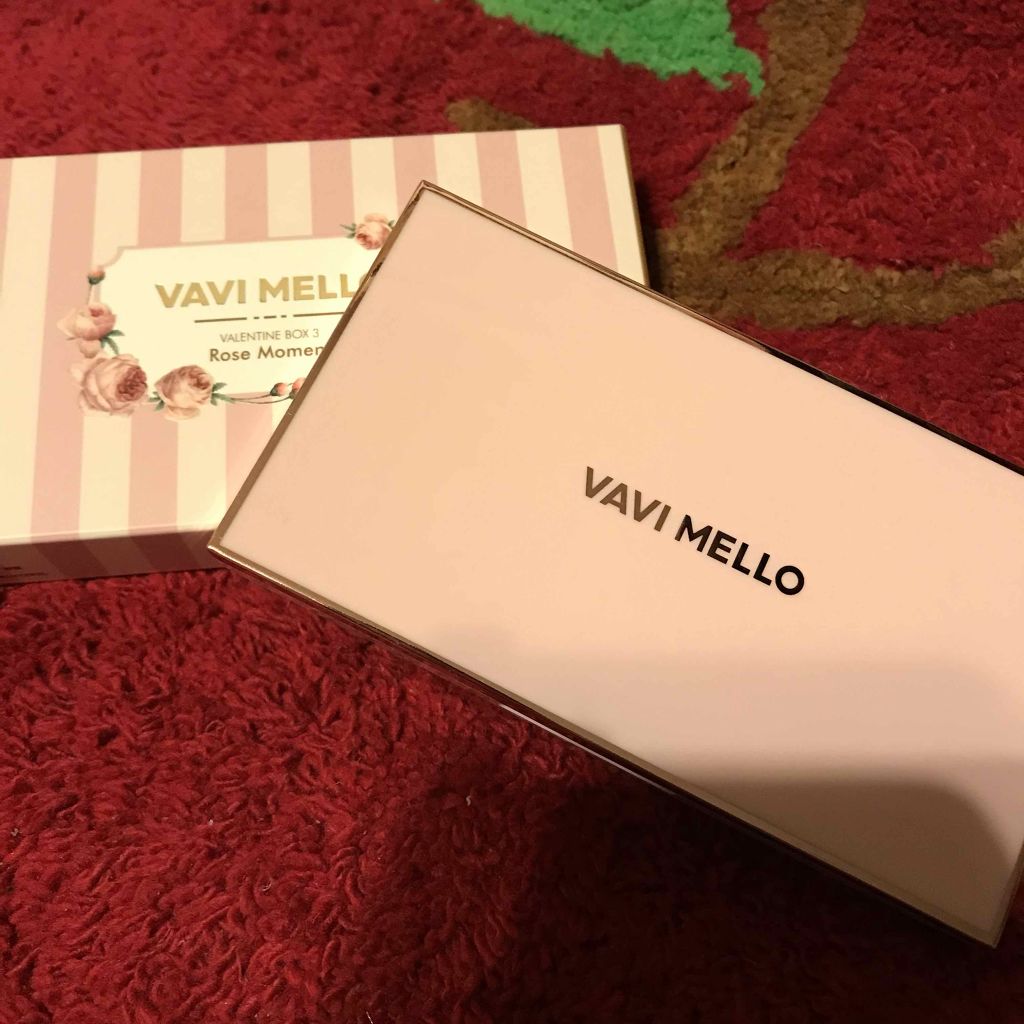 VAVI MELLO
VALENTINE BOX 3
Rose Momen
VAVI MELLO